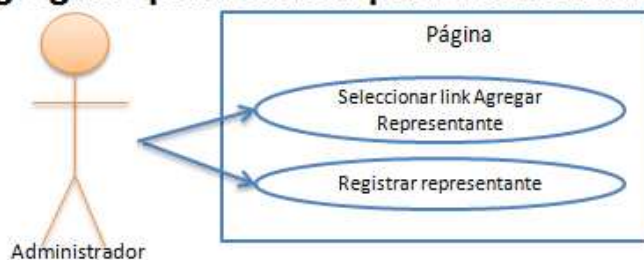 Página
Seleccionar link Agregar
Representante
Registrar representante
Administrador